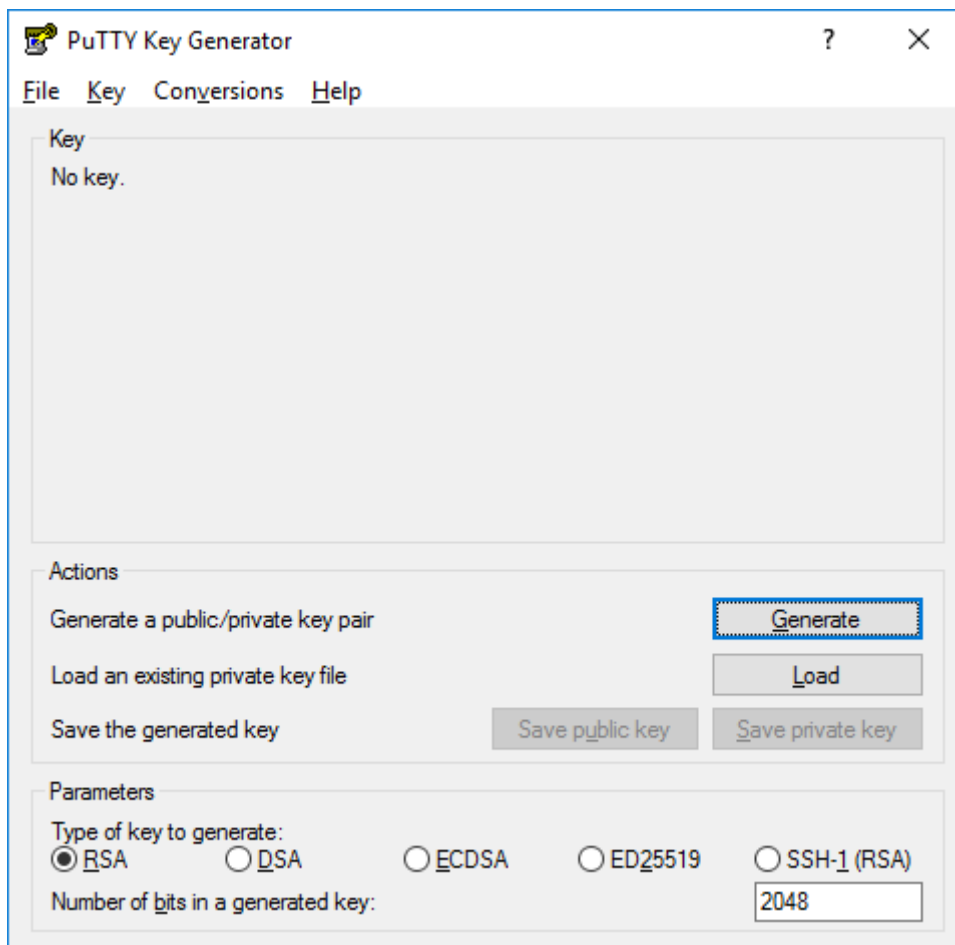 PuTTY Key Generator ?
File Key Conversions Help
Key
No key.
Actions
Generate a public/private key pair Generate
Load an existing private key file Load
Save the generated key Save public key Save private key
Parameters
Type of key to generate:
RSA DSA ECDSA ED25519 SSH-1 (RSA)
Number of bits in a generated key: 2048